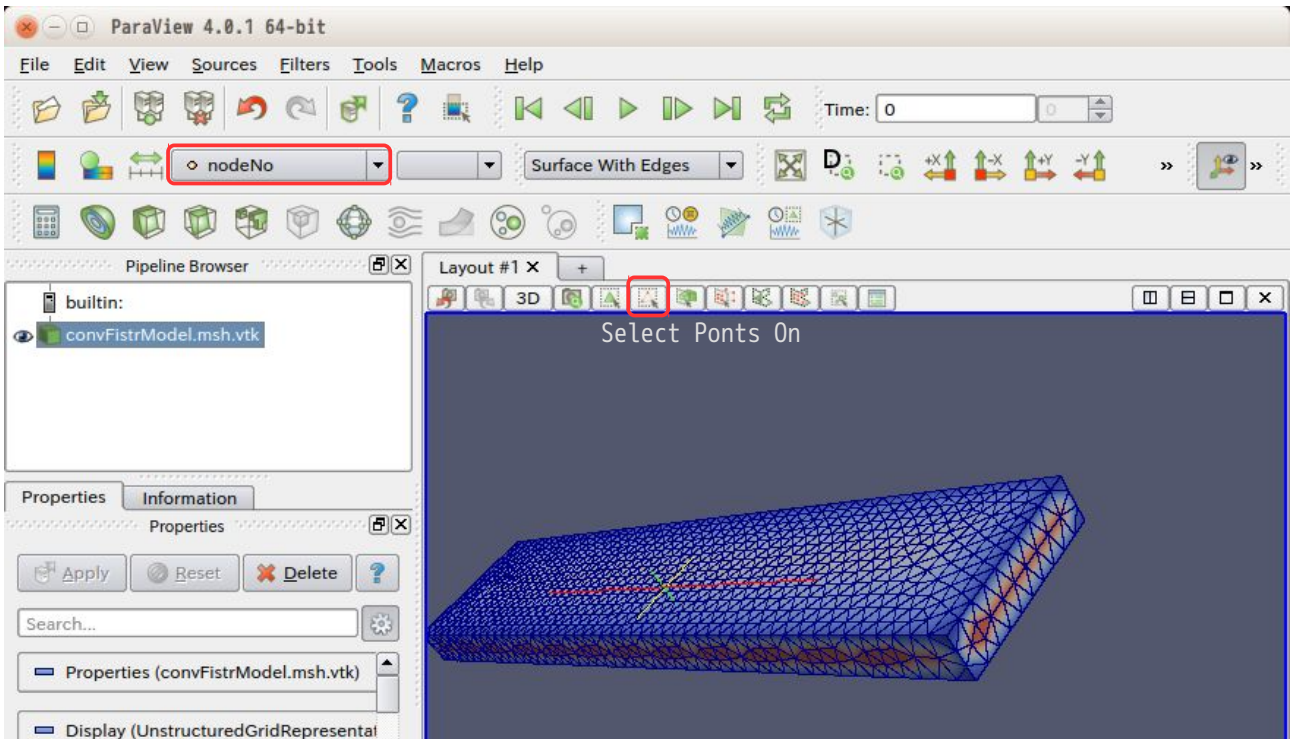 ParaView 4.0.1 64-bit
File Edit View Sources Filters Tools Macros Help
Time: 0 0
nodeNo Surface With Edges D +X -X +Y -Y »  »
Pipeline Browser Layout #1 +
builtin: 3D
convFistrModel.msh.vtk Select Ponts On
Properties Information
Properties
Apply Reset Delete ?
Search...
Properties (convFistrModel.msh.vtk)
Display (UnstructuredGridRepresentat